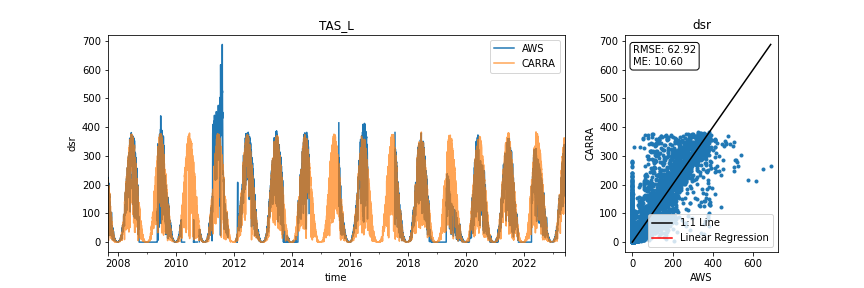 TAS_L
dsr
700
600
500
400
300
200
100
0
dsr
AWS
CARRA
2008
2010
2012
2014
2016
2018
2020
2022
time
700
600
500
400
300
200
100
0
CARRA
RMSE: 62.92
ME: 10.60
1:1 Line
Linear Regression
0
200
400
600
AWS